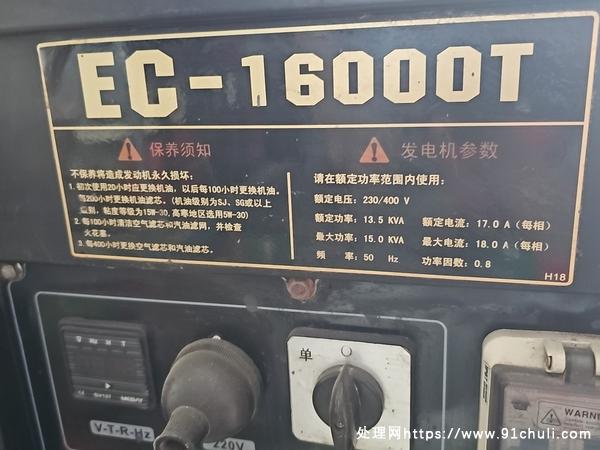 EC-16000T
保养须知
不保养将造成发动机永久损坏:
1. 初次使用20小时应更换机油, 以后每100小时更换机油。
每200小时更换机滤芯。(机油级别为SJ、SG或以上
级别, 粘度等级为15W-30, 高寒地区选用5W-30)
2. 每100小时清洁空气滤芯和汽油滤网, 并检查
火花塞。
3. 每400小时更换空气滤芯和汽油滤芯。
发电机参数
请在额定功率范围内使用:
额定电压: 230/400 V
额定功率: 13.5 KVA 额定电流: 17.0 A (每相)
最大功率: 15.0 KVA 最大电流: 18.0 A (每相)
频 率: 50 Hz 功率因数: 0.8
H18
V-T-R-Hz
220V
单
WARNI
处理网https://www.91chuli.com/